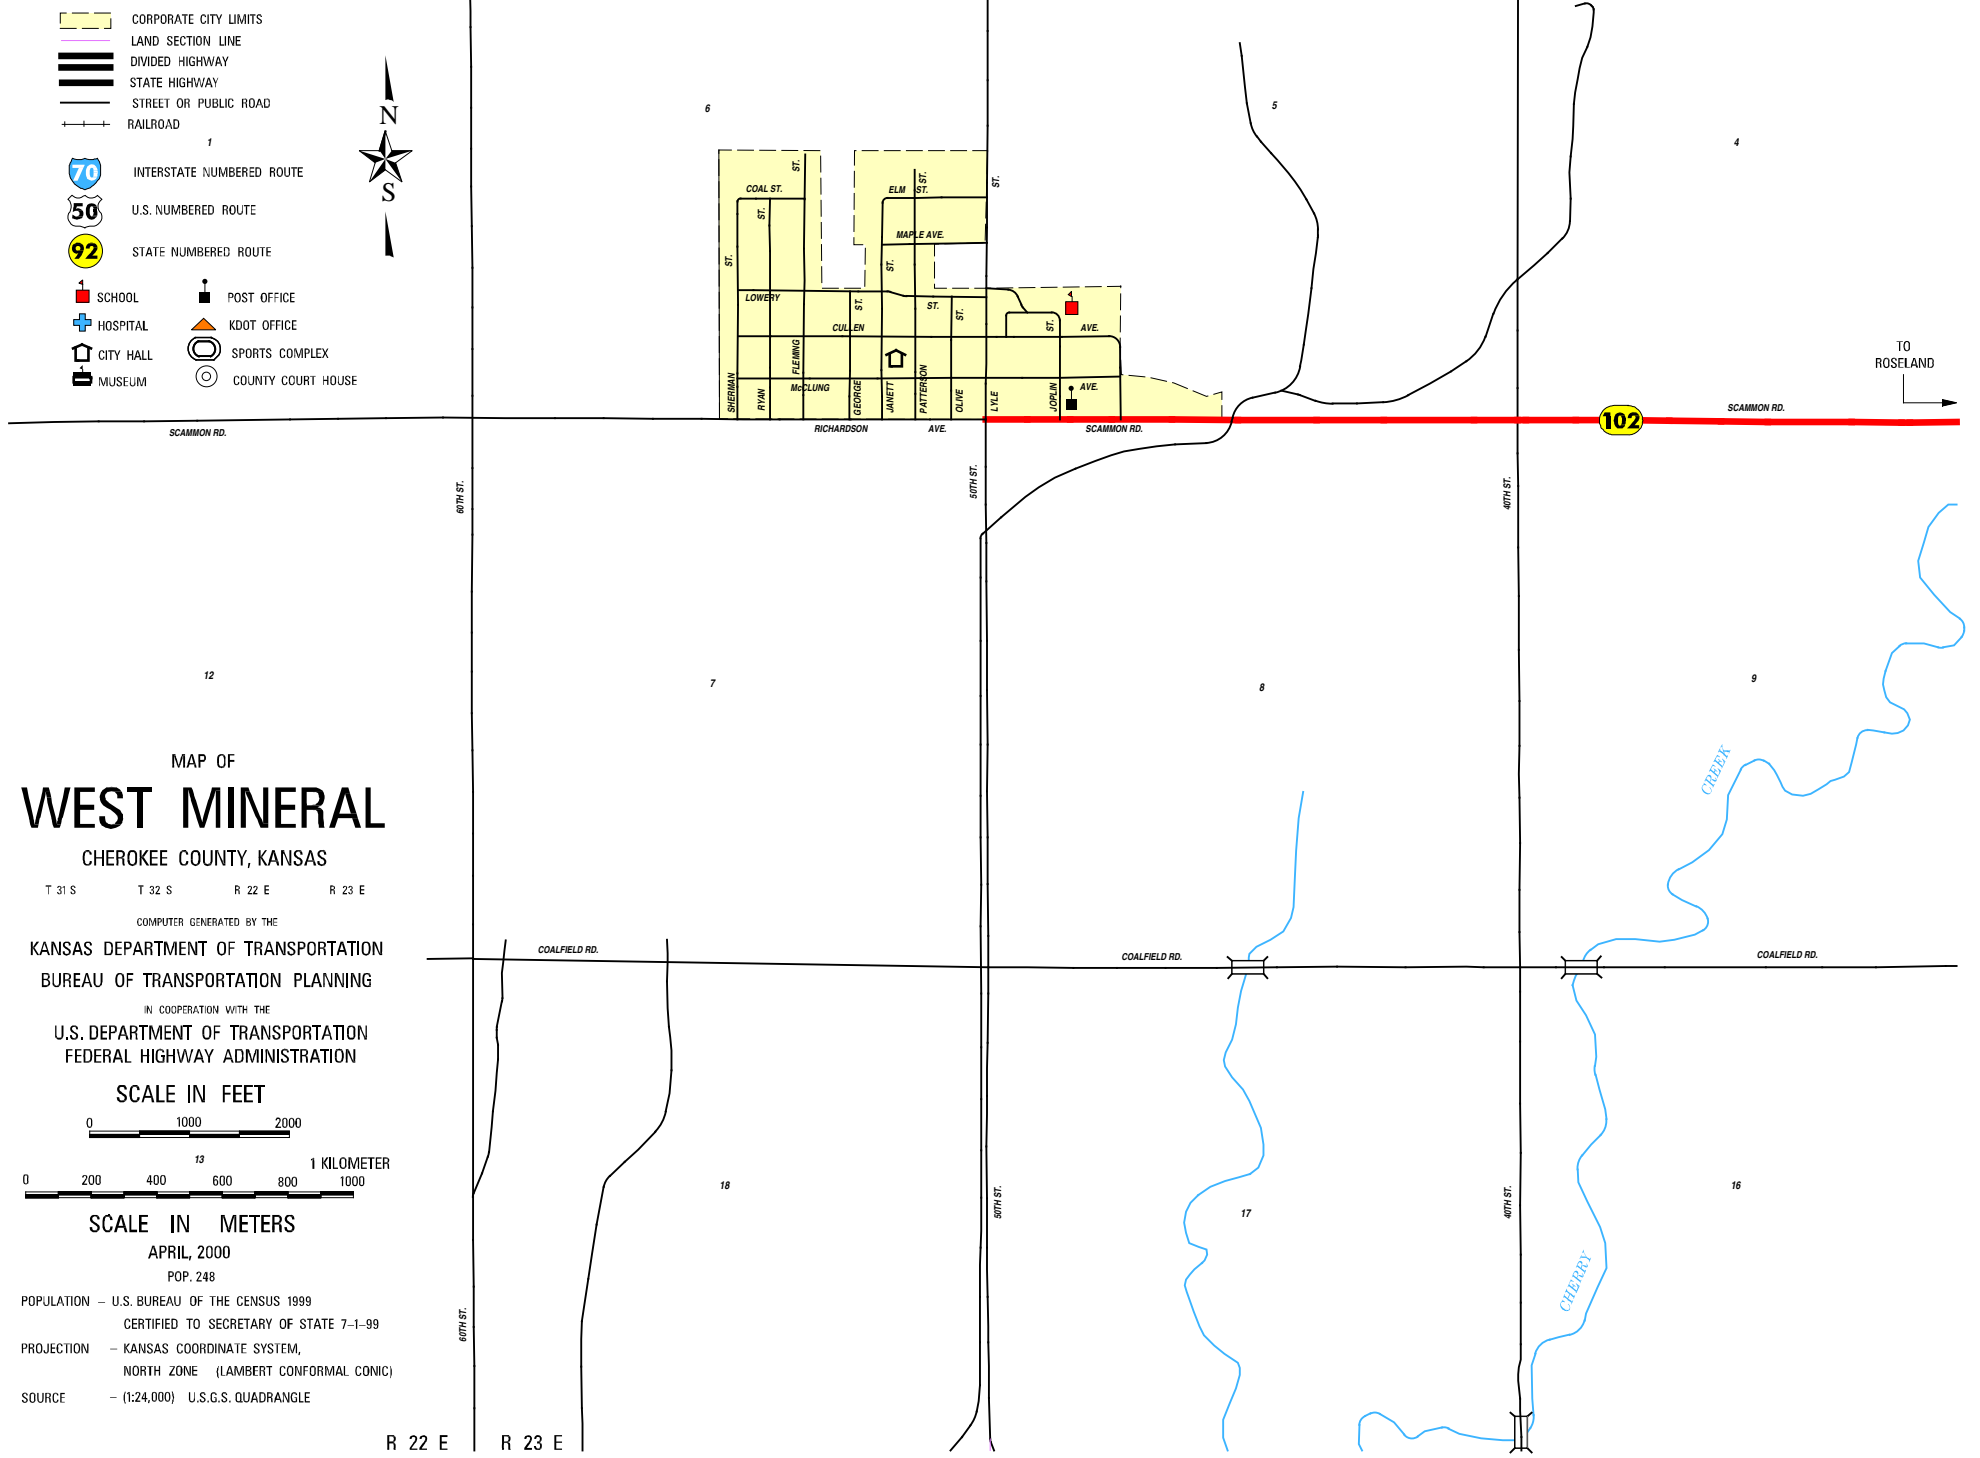 CORPORATE CITY LIMITS
LAND SECTION LINE
DIVIDED HIGHWAY
STATE HIGHWAY
STREET OR PUBLIC ROAD
RAILROAD
1
70 INTERSTATE NUMBERED ROUTE
50 U.S. NUMBERED ROUTE
92 STATE NUMBERED ROUTE
SCHOOL
POST OFFICE
HOSPITAL
KDOT OFFICE
CITY HALL
SPORTS COMPLEX
MUSEUM
COUNTY COURT HOUSE
N
S
6
5
4
COAL ST.
ST.
ST.
ST.
ELM ST.
ST.
ST.
MAPLE AVE.
ST.
LOWERY
ST.
ST.
ST.
CULLEN
ST.
AVE.
McCLUNG
AVE.
SHERMAN
RYAN
FLEMING
GEORGE
JANETT
PATTERSON
OLIVE
LYLE
JOPLIN
RICHARDSON AVE.
SCAMMON RD.
SCAMMON RD.
102
SCAMMON RD.
TO
ROSELAND
60TH ST.
50TH ST.
40TH ST.
12
7
8
9
CREEK
MAP OF
WEST MINERAL
CHEROKEE COUNTY, KANSAS
T 31 S T 32 S R 22 E R 23 E
COMPUTER GENERATED BY THE
KANSAS DEPARTMENT OF TRANSPORTATION
BUREAU OF TRANSPORTATION PLANNING
IN COOPERATION WITH THE
U.S. DEPARTMENT OF TRANSPORTATION
FEDERAL HIGHWAY ADMINISTRATION
SCALE IN FEET
0 1000 2000
13
1 KILOMETER
0 200 400 600 800 1000
SCALE IN METERS
APRIL, 2000
POP. 248
POPULATION – U.S. BUREAU OF THE CENSUS 1999
CERTIFIED TO SECRETARY OF STATE 7–1–99
PROJECTION – KANSAS COORDINATE SYSTEM,
NORTH ZONE (LAMBERT CONFORMAL CONIC)
SOURCE – (1:24,000) U.S.G.S. QUADRANGLE
COALFIELD RD.
COALFIELD RD.
COALFIELD RD.
18
17
16
50TH ST.
40TH ST.
60TH ST.
CHERRY
R 22 E
R 23 E